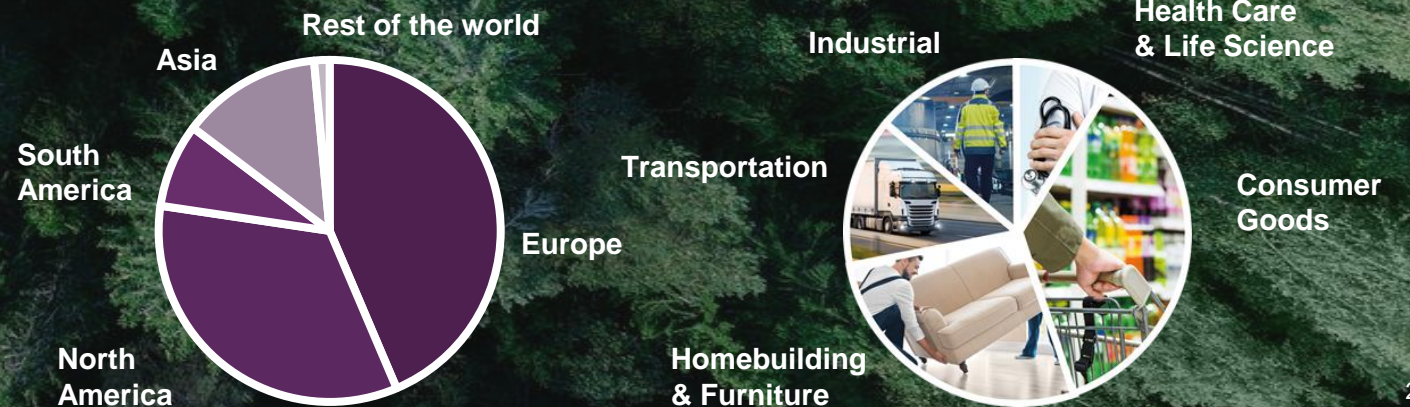 Rest of the world
Asia
South
America
North
America
Europe
Health Care
& Life Science
Industrial
Transportation
Consumer
Goods
Homebuilding
& Furniture